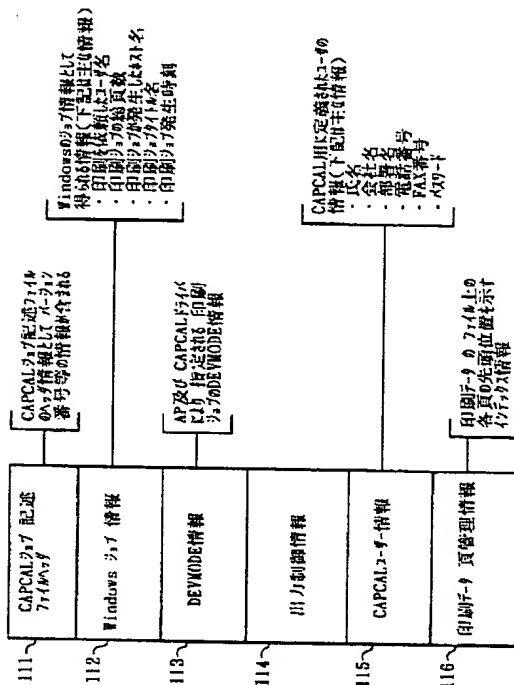 111
CAPCALジョブ 記述
ファイルヘッダ
CAPCALジョブ記述ファイル
のヘッダ情報として バージョン
番号等の情報が含まれる
112
Windows ジョブ 情報
Windowsのジョブ情報として
得られる情報(下記は主な情報)
・印刷を依頼したユーザ名
・印刷ジョブの総頁数
・印刷ジョブが発生したホスト名
・印刷ジョブタイトル名
・印刷ジョブ発生時刻
113
DEVMODE情報
AP及び CAPCALドライバ
により 指定される 印刷
ジョブのDEVMODE情報
114
出力制御情報
115
CAPCALユーザー情報
CAPCAL用に定義されたユーザの
情報(下記は主な情報)
・氏名
・会社名
・部署名
・電話番号
・FAX番号
・パスワード
116
印刷データ 頁管理情報
印刷データ の ファイル上の
各頁の先頭位置を示す
インデックス情報